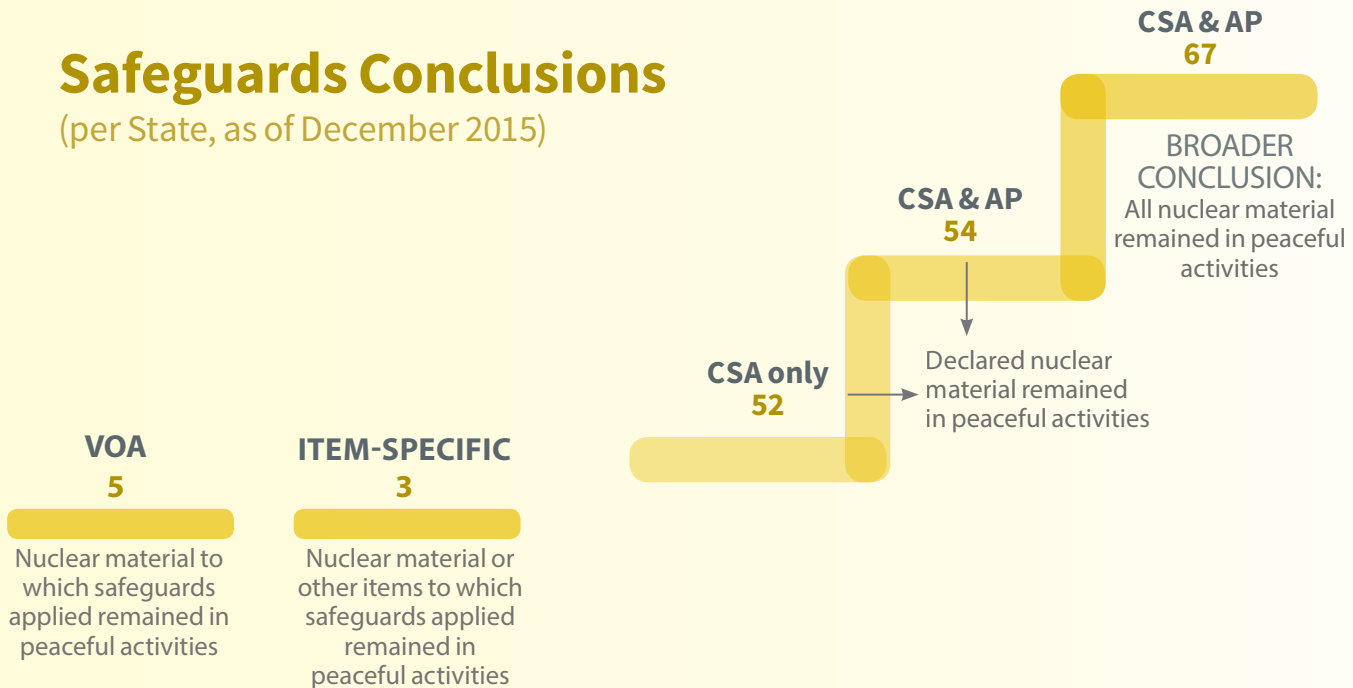 Safeguards Conclusions
(per State, as of December 2015)
VOA
5
Nuclear material to
which safeguards
applied remained in
peaceful activities
ITEM-SPECIFIC
3
Nuclear material or
other items to which
safeguards applied
remained in
peaceful activities
CSA only
52
CSA & AP
54
Declared nuclear
material remained
in peaceful activities
CSA & AP
67
BROADER
CONCLUSION:
All nuclear material
remained in peaceful
activities